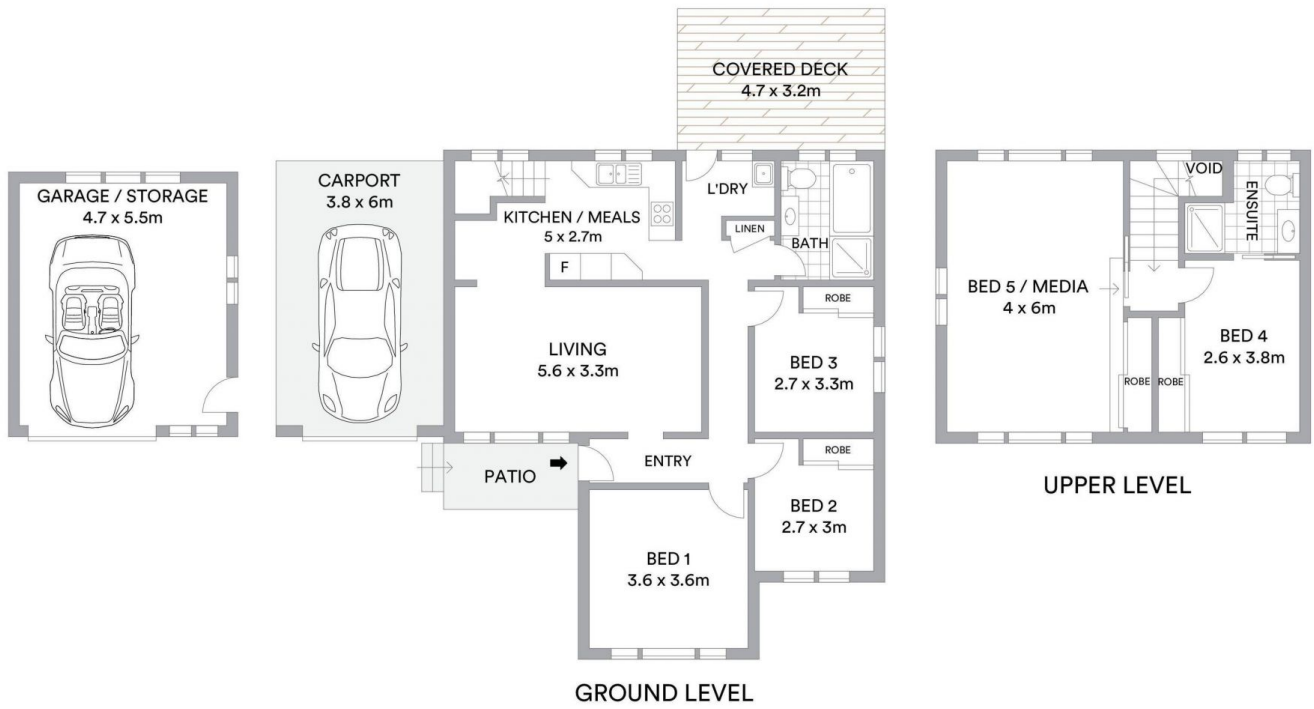 COVERED DECK
4.7 x 3.2m
GARAGE / STORAGE
4.7 x 5.5m
CARPORT
3.8 x 6m
KITCHEN / MEALS
5 x 2.7m
F
L'DRY
LINEN
BATH
LIVING
5.6 x 3.3m
ROBE
BED 3
2.7 x 3.3m
PATIO
ENTRY
ROBE
BED 2
2.7 x 3m
BED 1
3.6 x 3.6m
GROUND LEVEL
VOID
ENSUITE
BED 5 / MEDIA
4 x 6m
BED 4
2.6 x 3.8m
ROBE
ROBE
UPPER LEVEL